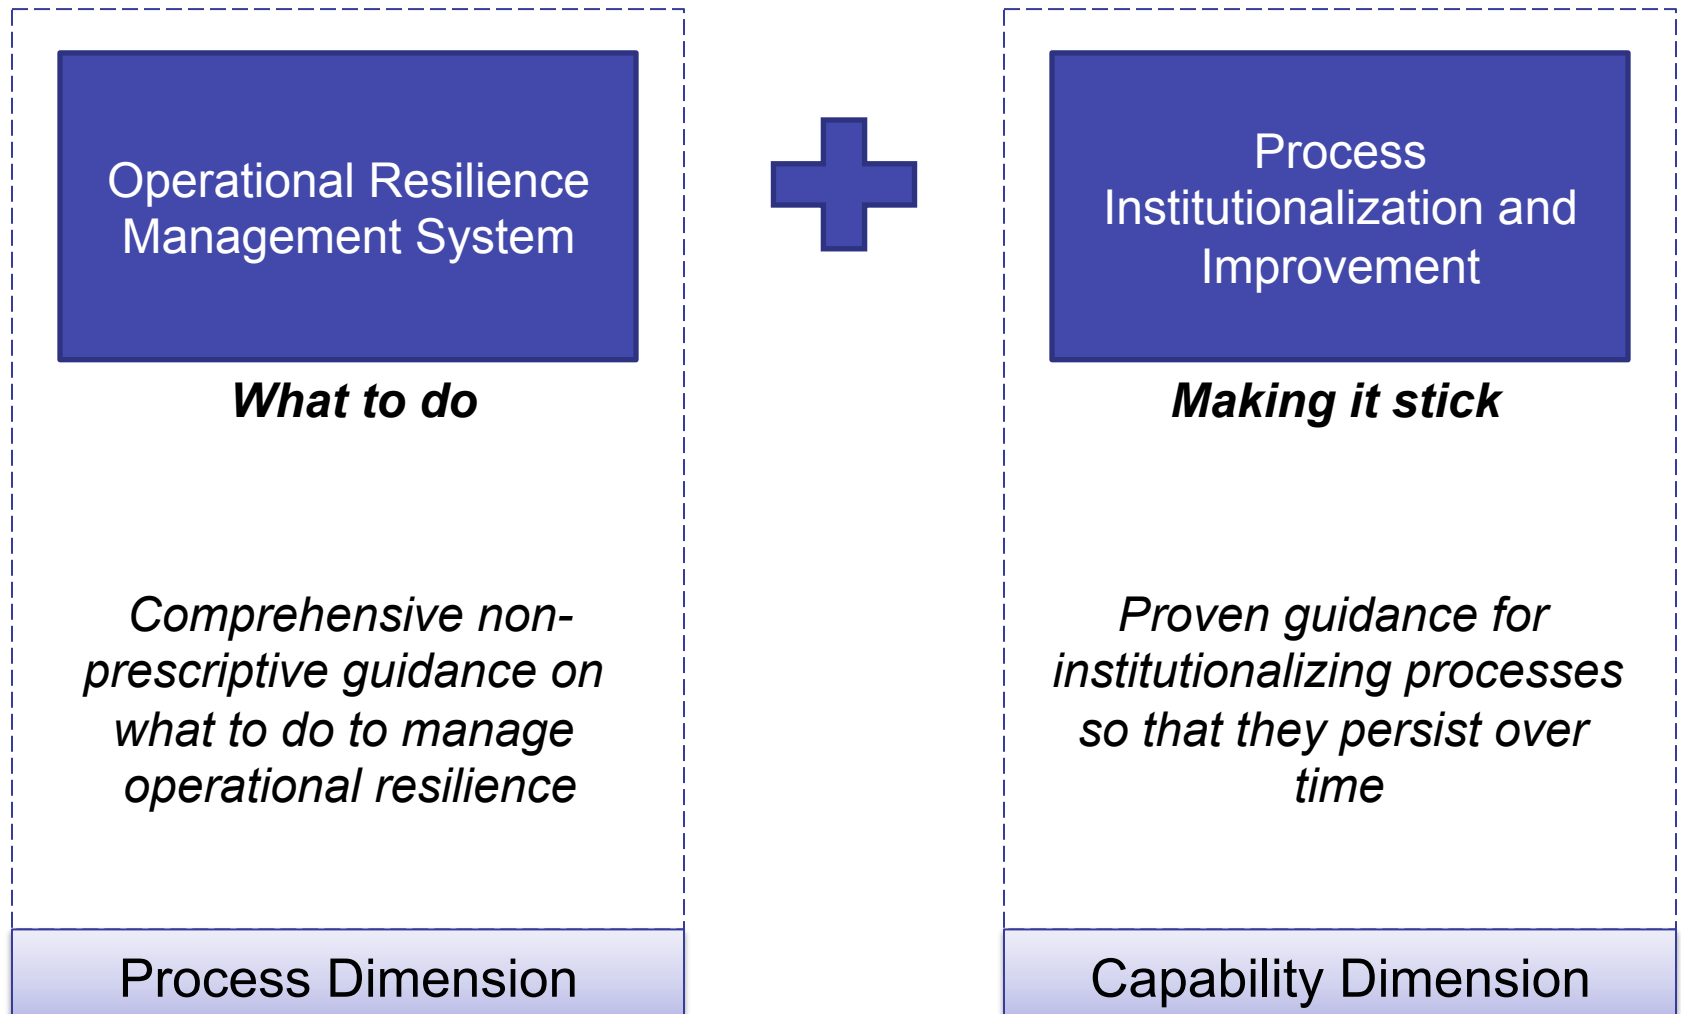 Operational Resilience
Management System
What to do
Comprehensive non-
prescriptive guidance on
what to do to manage
operational resilience
Process Dimension
Process
Institutionalization and
Improvement
Making it stick
Proven guidance for
institutionalizing processes
so that they persist over
time
Capability Dimension